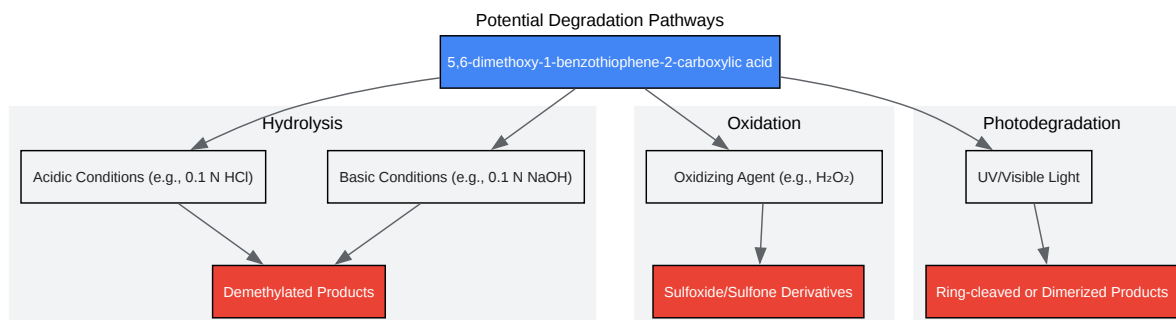 Potential Degradation Pathways
5,6-dimethoxy-1-benzothiophene-2-carboxylic acid
Hydrolysis
Oxidation
Photodegradation
Acidic Conditions (e.g., 0.1 N HCl)
Basic Conditions (e.g., 0.1 N NaOH)
Oxidizing Agent (e.g., H₂O₂)
UV/Visible Light
Demethylated Products
Sulfoxide/Sulfone Derivatives
Ring-cleaved or Dimerized Products